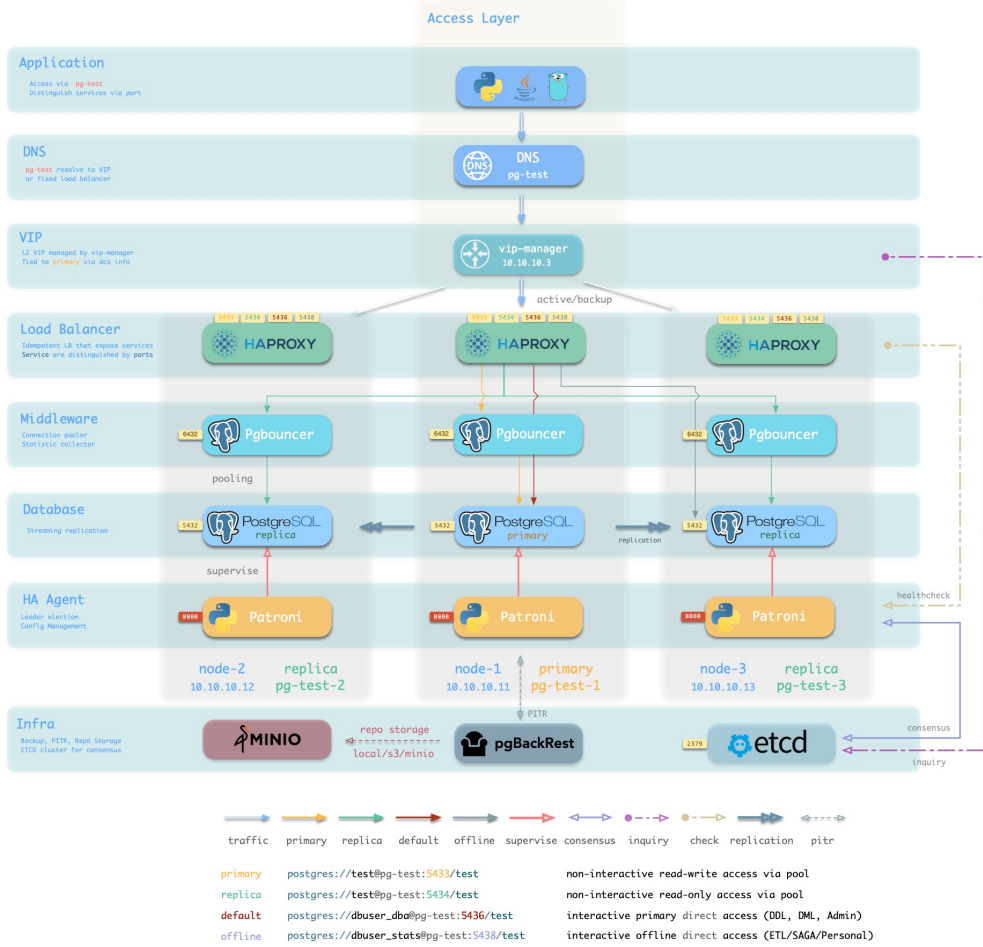 Access Layer
Application
Access via pg-test
Distinguish services via port
DNS
pg-test resolve to VIP
or fixed load balancer
DNS
DNS
pg-test
VIP
L2 VIP managed by vip-manager
Tied to primary via dcs info
vip-manager
10.10.10.3
active/backup
Load Balancer
Idempotent LB that expose services
Service are distinguished by ports
5433 5434 5436 5438
HAPROXY
5433 5434 5436 5438
HAPROXY
5433 5434 5436 5438
HAPROXY
Middleware
Connection pooler
Statistic collector
6432 Pgbouncer
6432 Pgbouncer
6432 Pgbouncer
pooling
Database
Streaming replication
5432 PostgreSQL
replica
5432 PostgreSQL
primary
replication
5432 PostgreSQL
replica
supervise
HA Agent
Leader election
Config Management
8008 Patroni
8008 Patroni
8008 Patroni
healthcheck
node-2 replica
10.10.10.12 pg-test-2
node-1 primary
10.10.10.11 pg-test-1
node-3 replica
10.10.10.13 pg-test-3
PITR
Infra
Backup, PITR, Repo Storage
ETCD cluster for consensus
MINIO
repo storage
local/s3/minio
pgBackRest
2379 etcd
consensus
inquiry
traffic primary replica default offline supervise consensus inquiry check replication pitr
primary postgres://test@pg-test:5433/test non-interactive read-write access via pool
replica postgres://test@pg-test:5434/test non-interactive read-only access via pool
default postgres://dbuser_dba@pg-test:5436/test interactive primary direct access (DDL, DML, Admin)
offline postgres://dbuser_stats@pg-test:5438/test interactive offline direct access (ETL/SAGA/Personal)